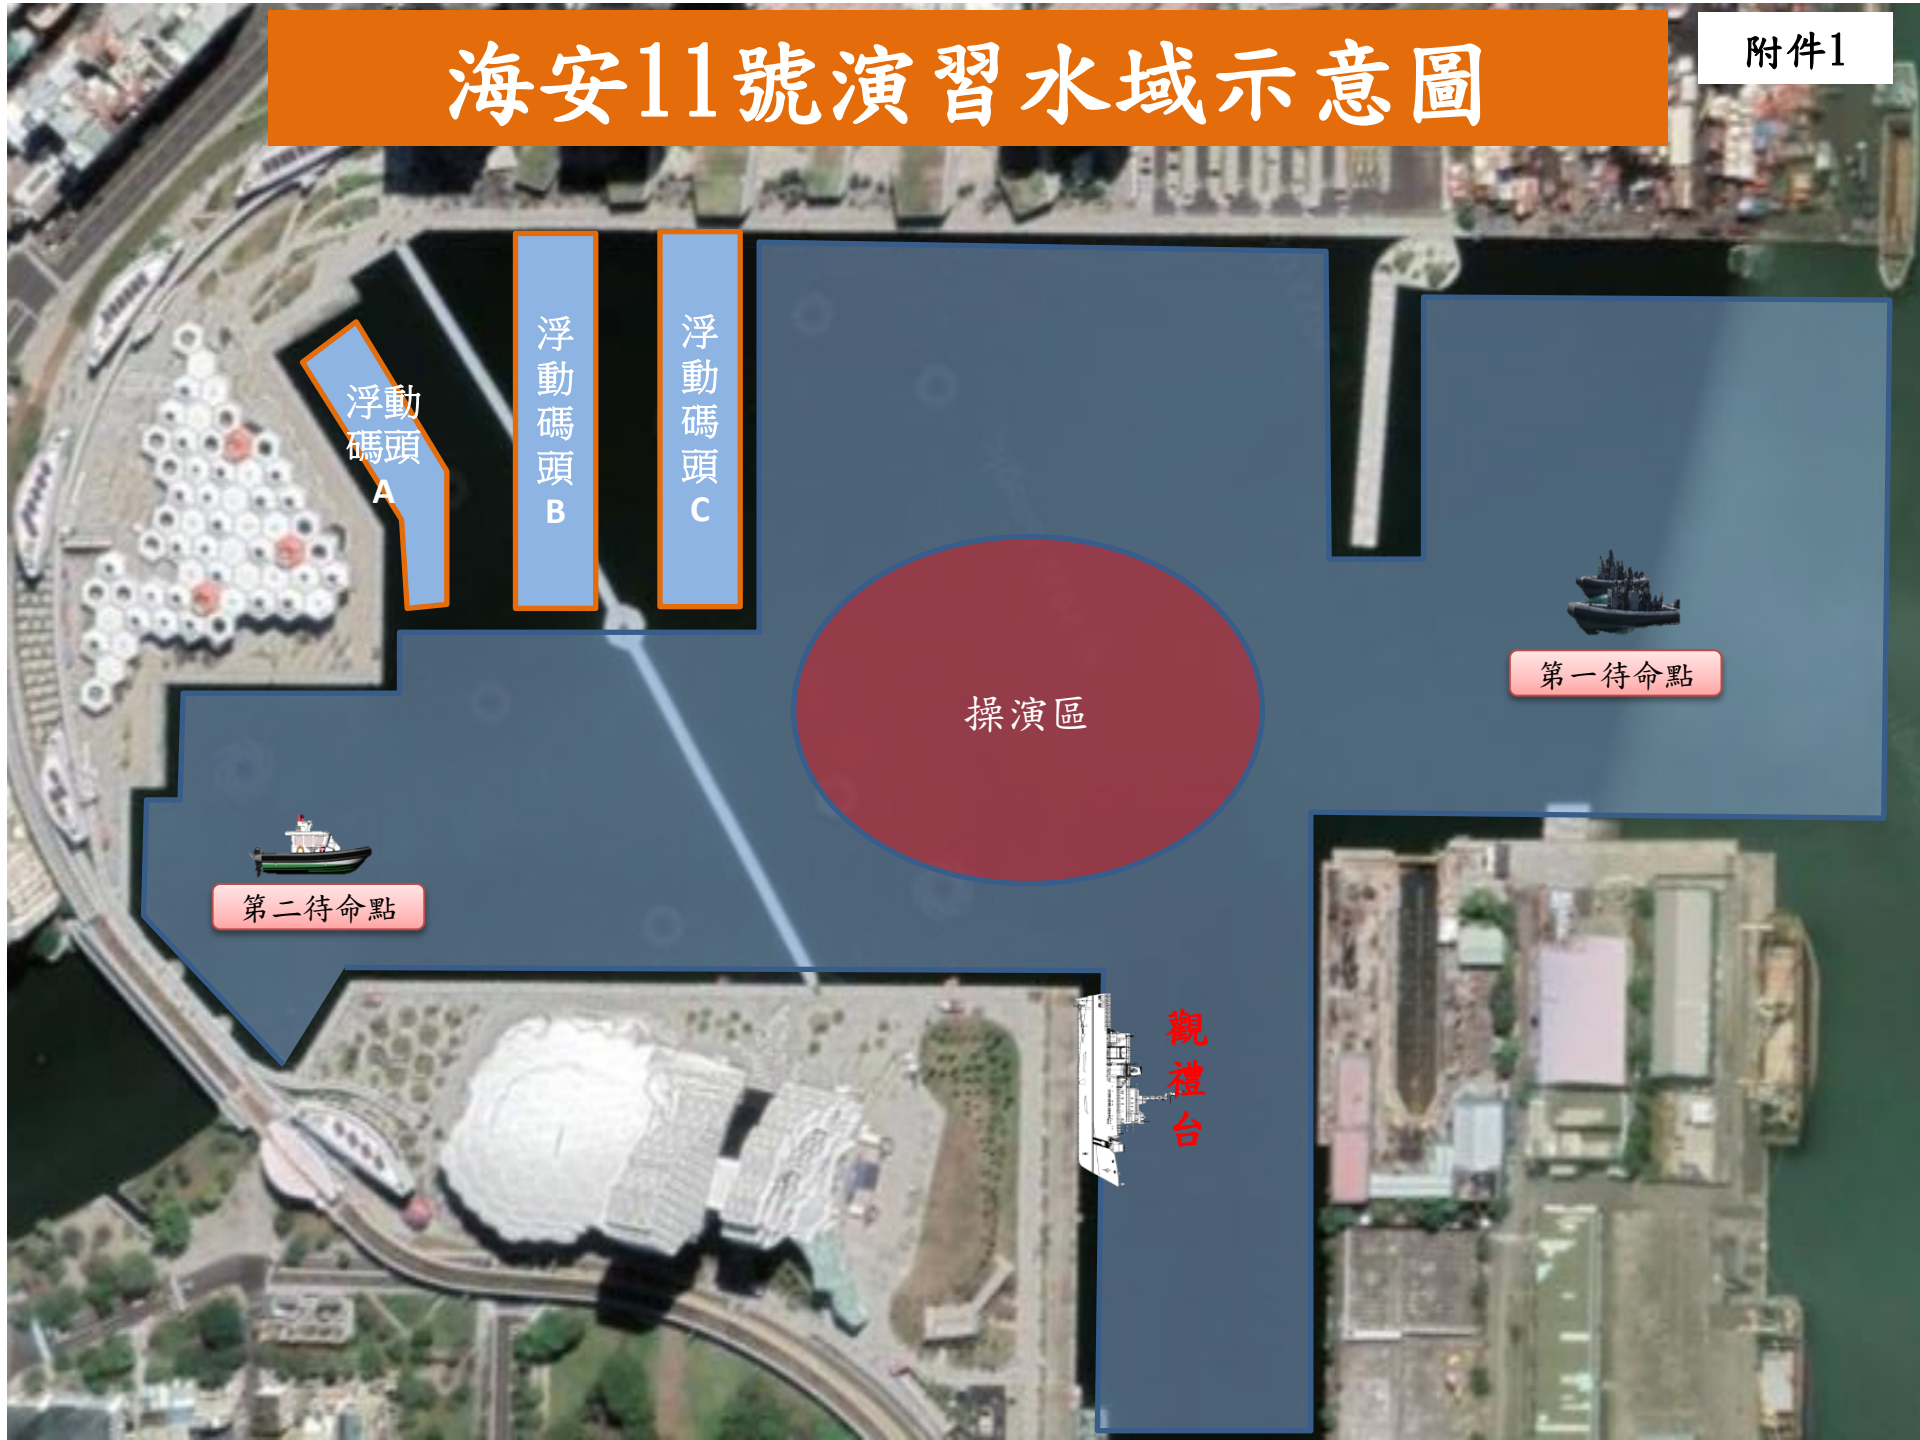 海安11號演習水域示意圖
附件1
浮動
碼頭
A
浮動碼頭B
浮動碼頭C
操演區
第一待命點
第二待命點
觀禮台